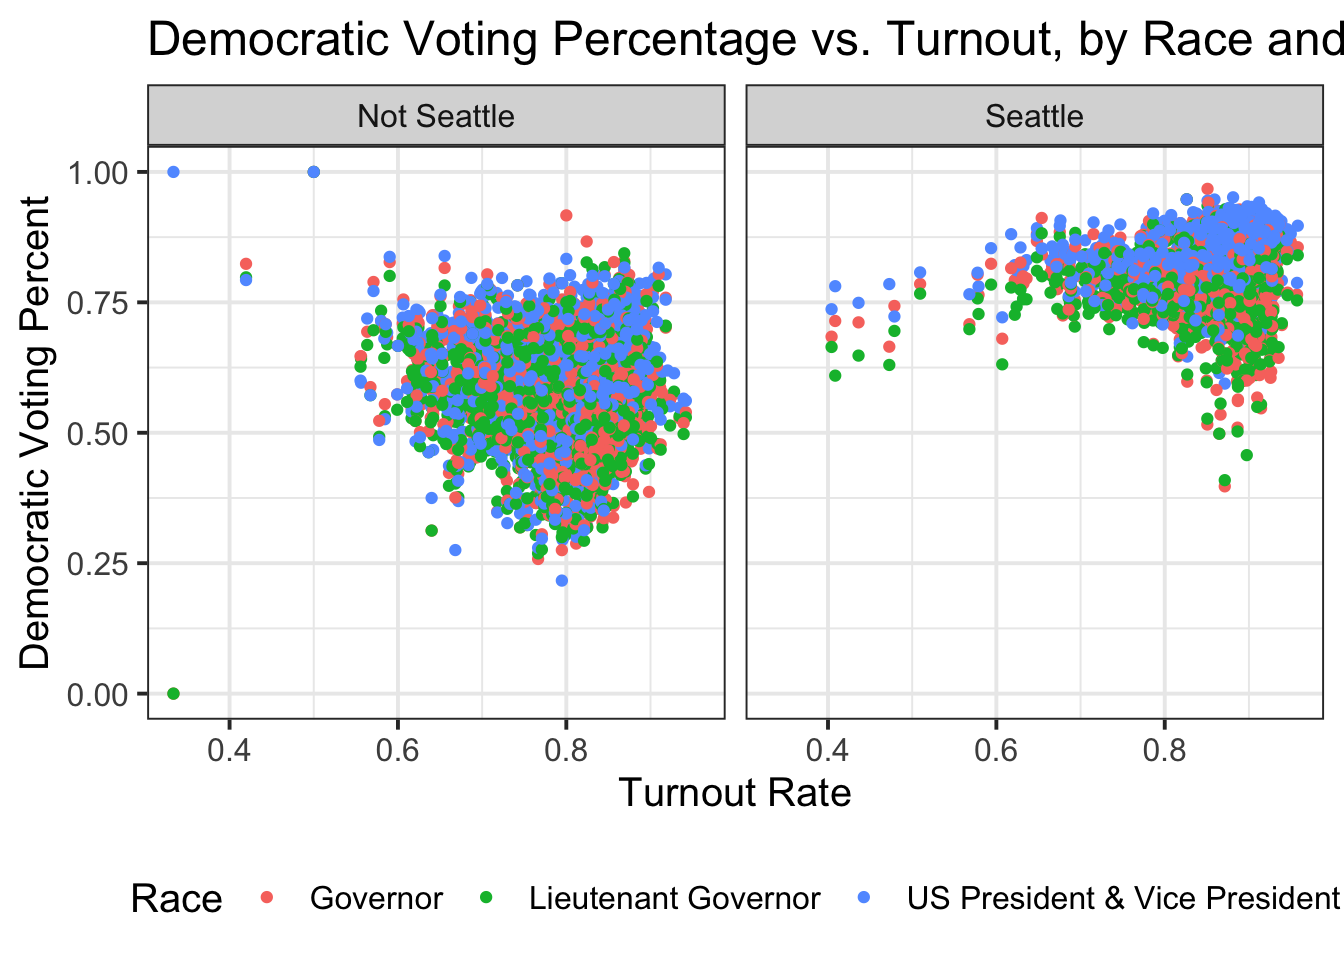 Democratic Voting Percentage vs. Turnout, by Race and
Not Seattle
Seattle
Democratic Voting Percent
1.00
0.75
0.50
0.25
0.00
0.4 0.6 0.8
0.4 0.6 0.8
Turnout Rate
Race Governor Lieutenant Governor US President & Vice President